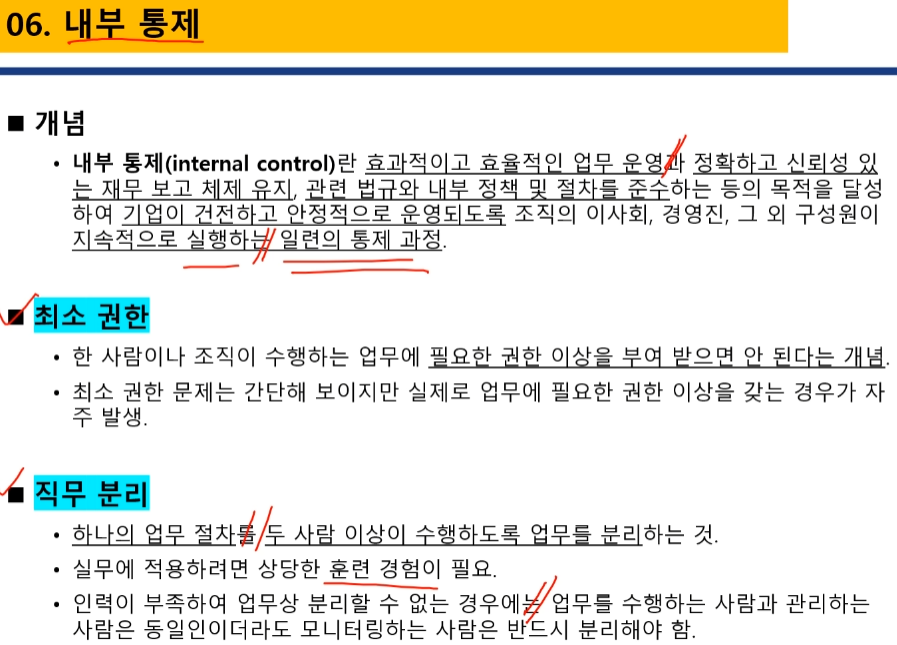 06. 내부 통제
■ 개념
• 내부 통제(internal control)란 효과적이고 효율적인 업무 운영과 정확하고 신뢰성 있
는 재무 보고 체제 유지, 관련 법규와 내부 정책 및 절차를 준수하는 등의 목적을 달성
하여 기업이 건전하고 안정적으로 운영되도록 조직의 이사회, 경영진, 그 외 구성원이
지속적으로 실행하는 일련의 통제 과정.
■ 최소 권한
• 한 사람이나 조직이 수행하는 업무에 필요한 권한 이상을 부여 받으면 안 된다는 개념.
• 최소 권한 문제는 간단해 보이지만 실제로 업무에 필요한 권한 이상을 갖는 경우가 자
주 발생.
■ 직무 분리
• 하나의 업무 절차를 두 사람 이상이 수행하도록 업무를 분리하는 것.
• 실무에 적용하려면 상당한 훈련 경험이 필요.
• 인력이 부족하여 업무상 분리할 수 없는 경우에는 업무를 수행하는 사람과 관리하는
사람은 동일인이더라도 모니터링하는 사람은 반드시 분리해야 함.